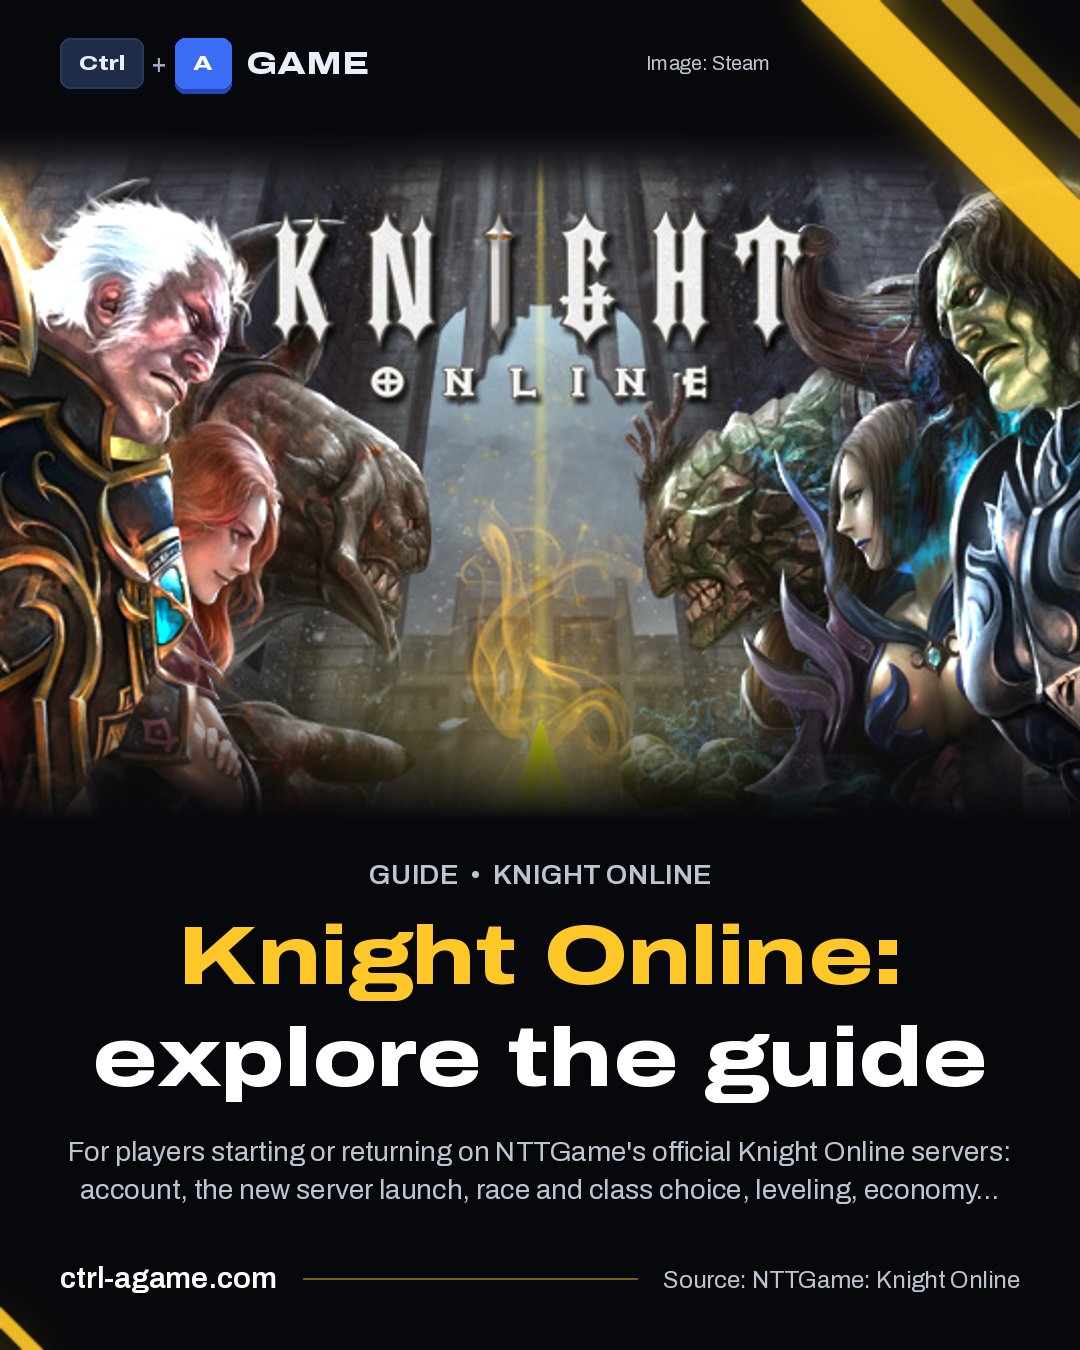 Ctrl + A GAME
Image: Steam
KNIGHT
ONLINE
GUIDE • KNIGHT ONLINE
Knight Online:
explore the guide
For players starting or returning on NTTGame's official Knight Online servers:
account, the new server launch, race and class choice, leveling, economy...
ctrl-agame.com
Source: NTTGame: Knight Online